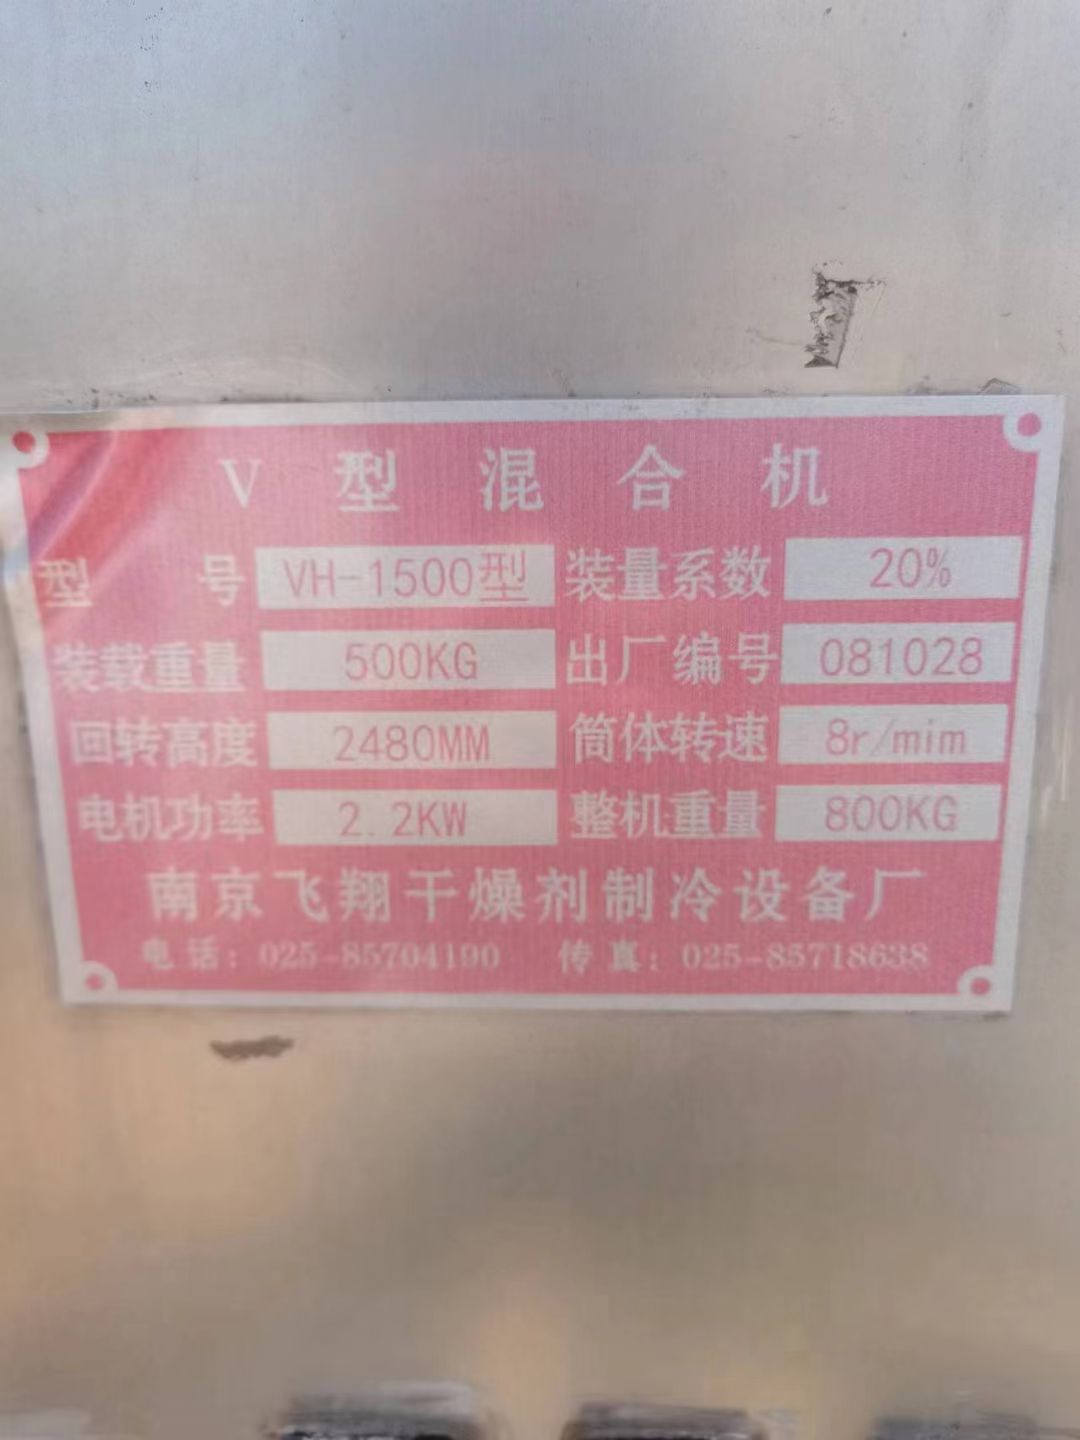 V 型 混 合 机
型 号 VH-1500型 装量系数 20%
装载重量 500KG 出厂编号 081028
回转高度 2480MM 筒体转速 8r/mim
电机功率 2.2KW 整机重量 800KG
南京飞翔干燥剂制冷设备厂
电话: 025-85704190 传真: 025-85718638